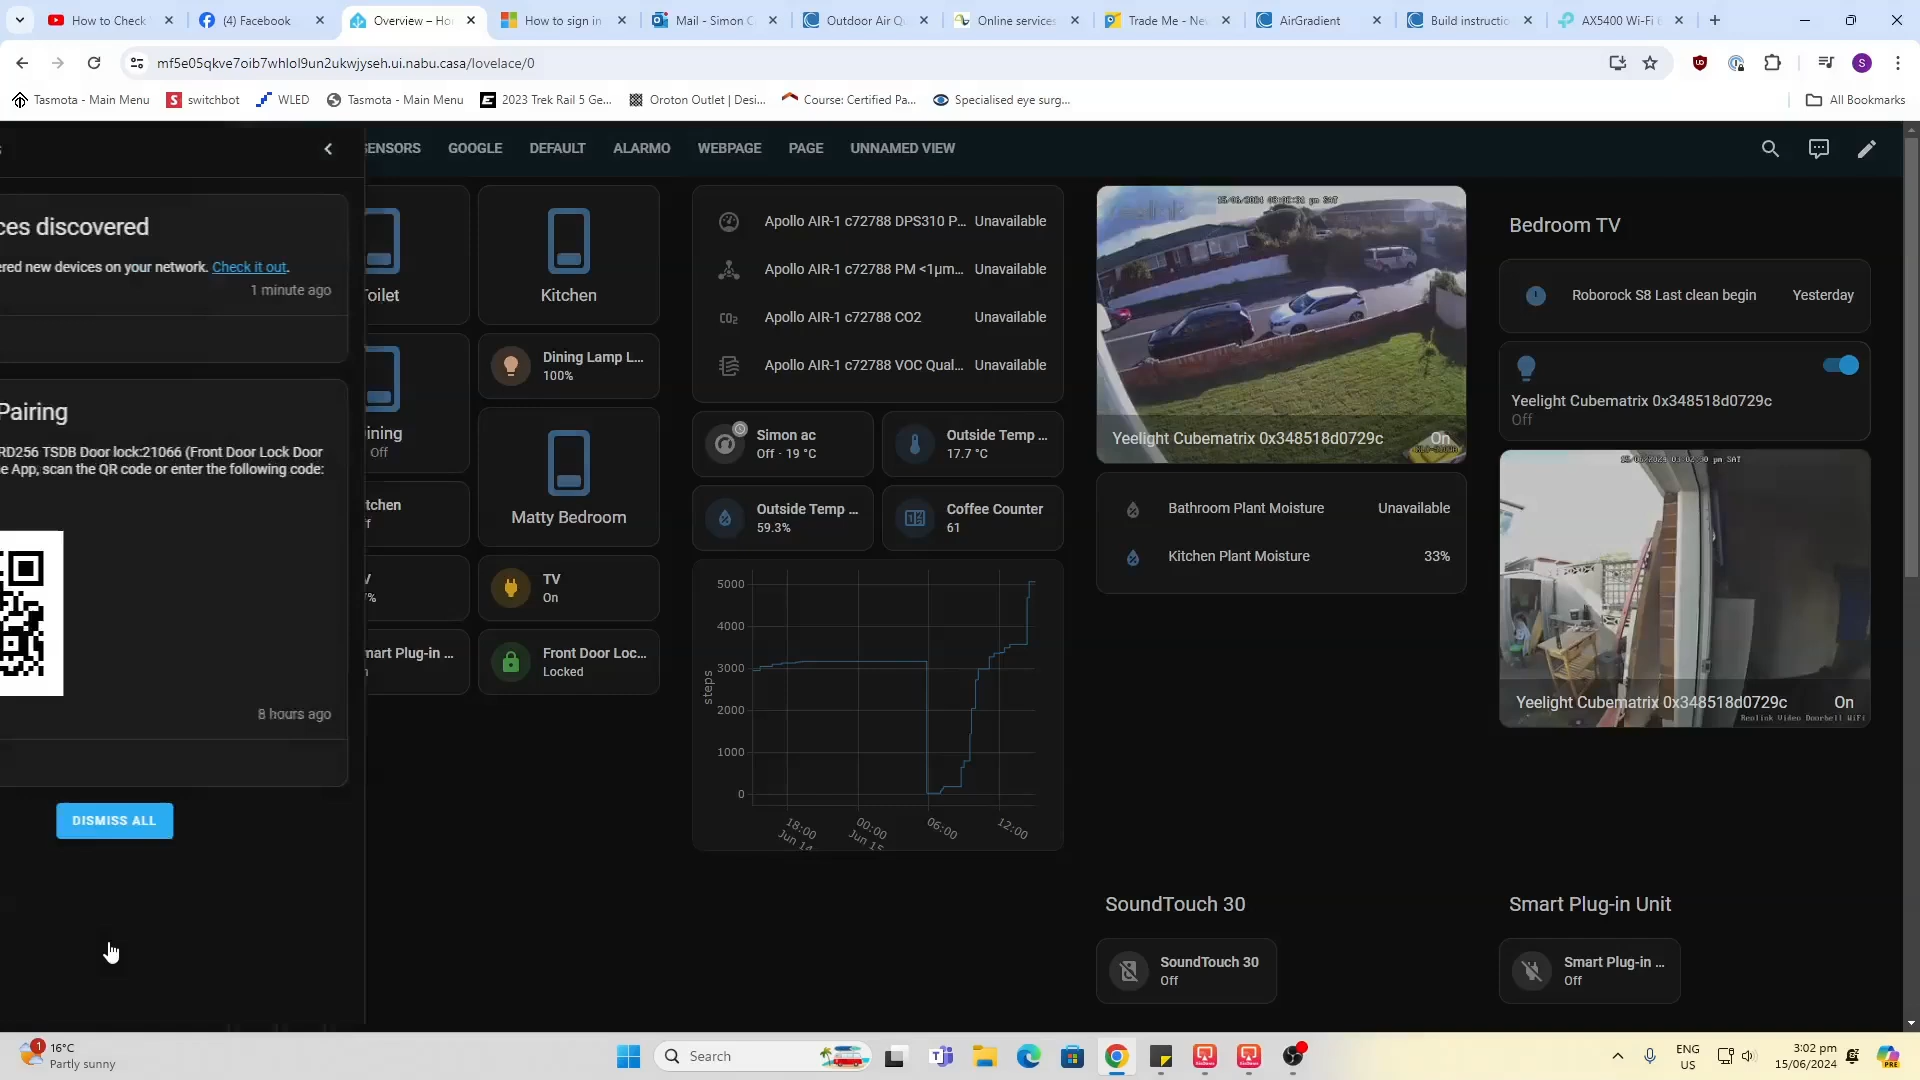 How to Check
(4) Facebook
Overview – Ho
How to sign in
Mail - Simon C
Outdoor Air Q
Online services
Trade Me - Ne
AirGradient
Build instructio
AX5400 Wi-Fi 6
mf5e05qkve7oib7whlol9un2ukwjyseh.ui.nabu.casa/lovelace/0
Tasmota - Main Menu
switchbot
WLED
Tasmota - Main Menu
2023 Trek Rail 5 Ge...
Oroton Outlet | Desi...
Course: Certified Pa...
Specialised eye surg...
All Bookmarks
SENSORS
GOOGLE
DEFAULT
ALARMO
WEBPAGE
PAGE
UNNAMED VIEW
ces discovered
ered new devices on your network. Check it out.
1 minute ago
Pairing
RD256 TSDB Door lock:21066 (Front Door Lock Door
e App, scan the QR code or enter the following code:
8 hours ago
DISMISS ALL
Toilet
Kitchen
Dining Lamp L...
100%
ining
Off
Matty Bedroom
tchen
ff
V
%
TV
On
mart Plug-in ...
n
Front Door Loc...
Locked
Apollo AIR-1 c72788 DPS310 P... Unavailable
Apollo AIR-1 c72788 PM <1μm... Unavailable
CO2 Apollo AIR-1 c72788 CO2 Unavailable
Apollo AIR-1 c72788 VOC Qual... Unavailable
Simon ac
Off · 19 °C
Outside Temp ...
17.7 °C
Outside Temp ...
59.3%
Coffee Counter
61
5000
4000
3000
2000
1000
0
steps
18:00
Jun 14
00:00
Jun 15
06:00
12:00
Yeelight Cubematrix 0x348518d0729c On
Bathroom Plant Moisture Unavailable
Kitchen Plant Moisture 33%
SoundTouch 30
SoundTouch 30
Off
Bedroom TV
Roborock S8 Last clean begin Yesterday
Yeelight Cubematrix 0x348518d0729c
Off
Yeelight Cubematrix 0x348518d0729c On
Reolink Video Doorbell WiFi
Smart Plug-in Unit
Smart Plug-in ...
Off
1
16°C
Partly sunny
Search
ENG
US
3:02 pm
15/06/2024
PRE